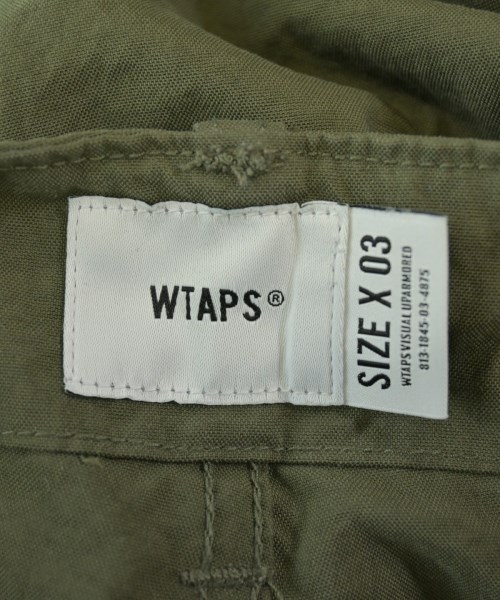 WTAPS®
SIZE X 03
WTAPS VISUAL UPARMORED
813-1845-03-4875